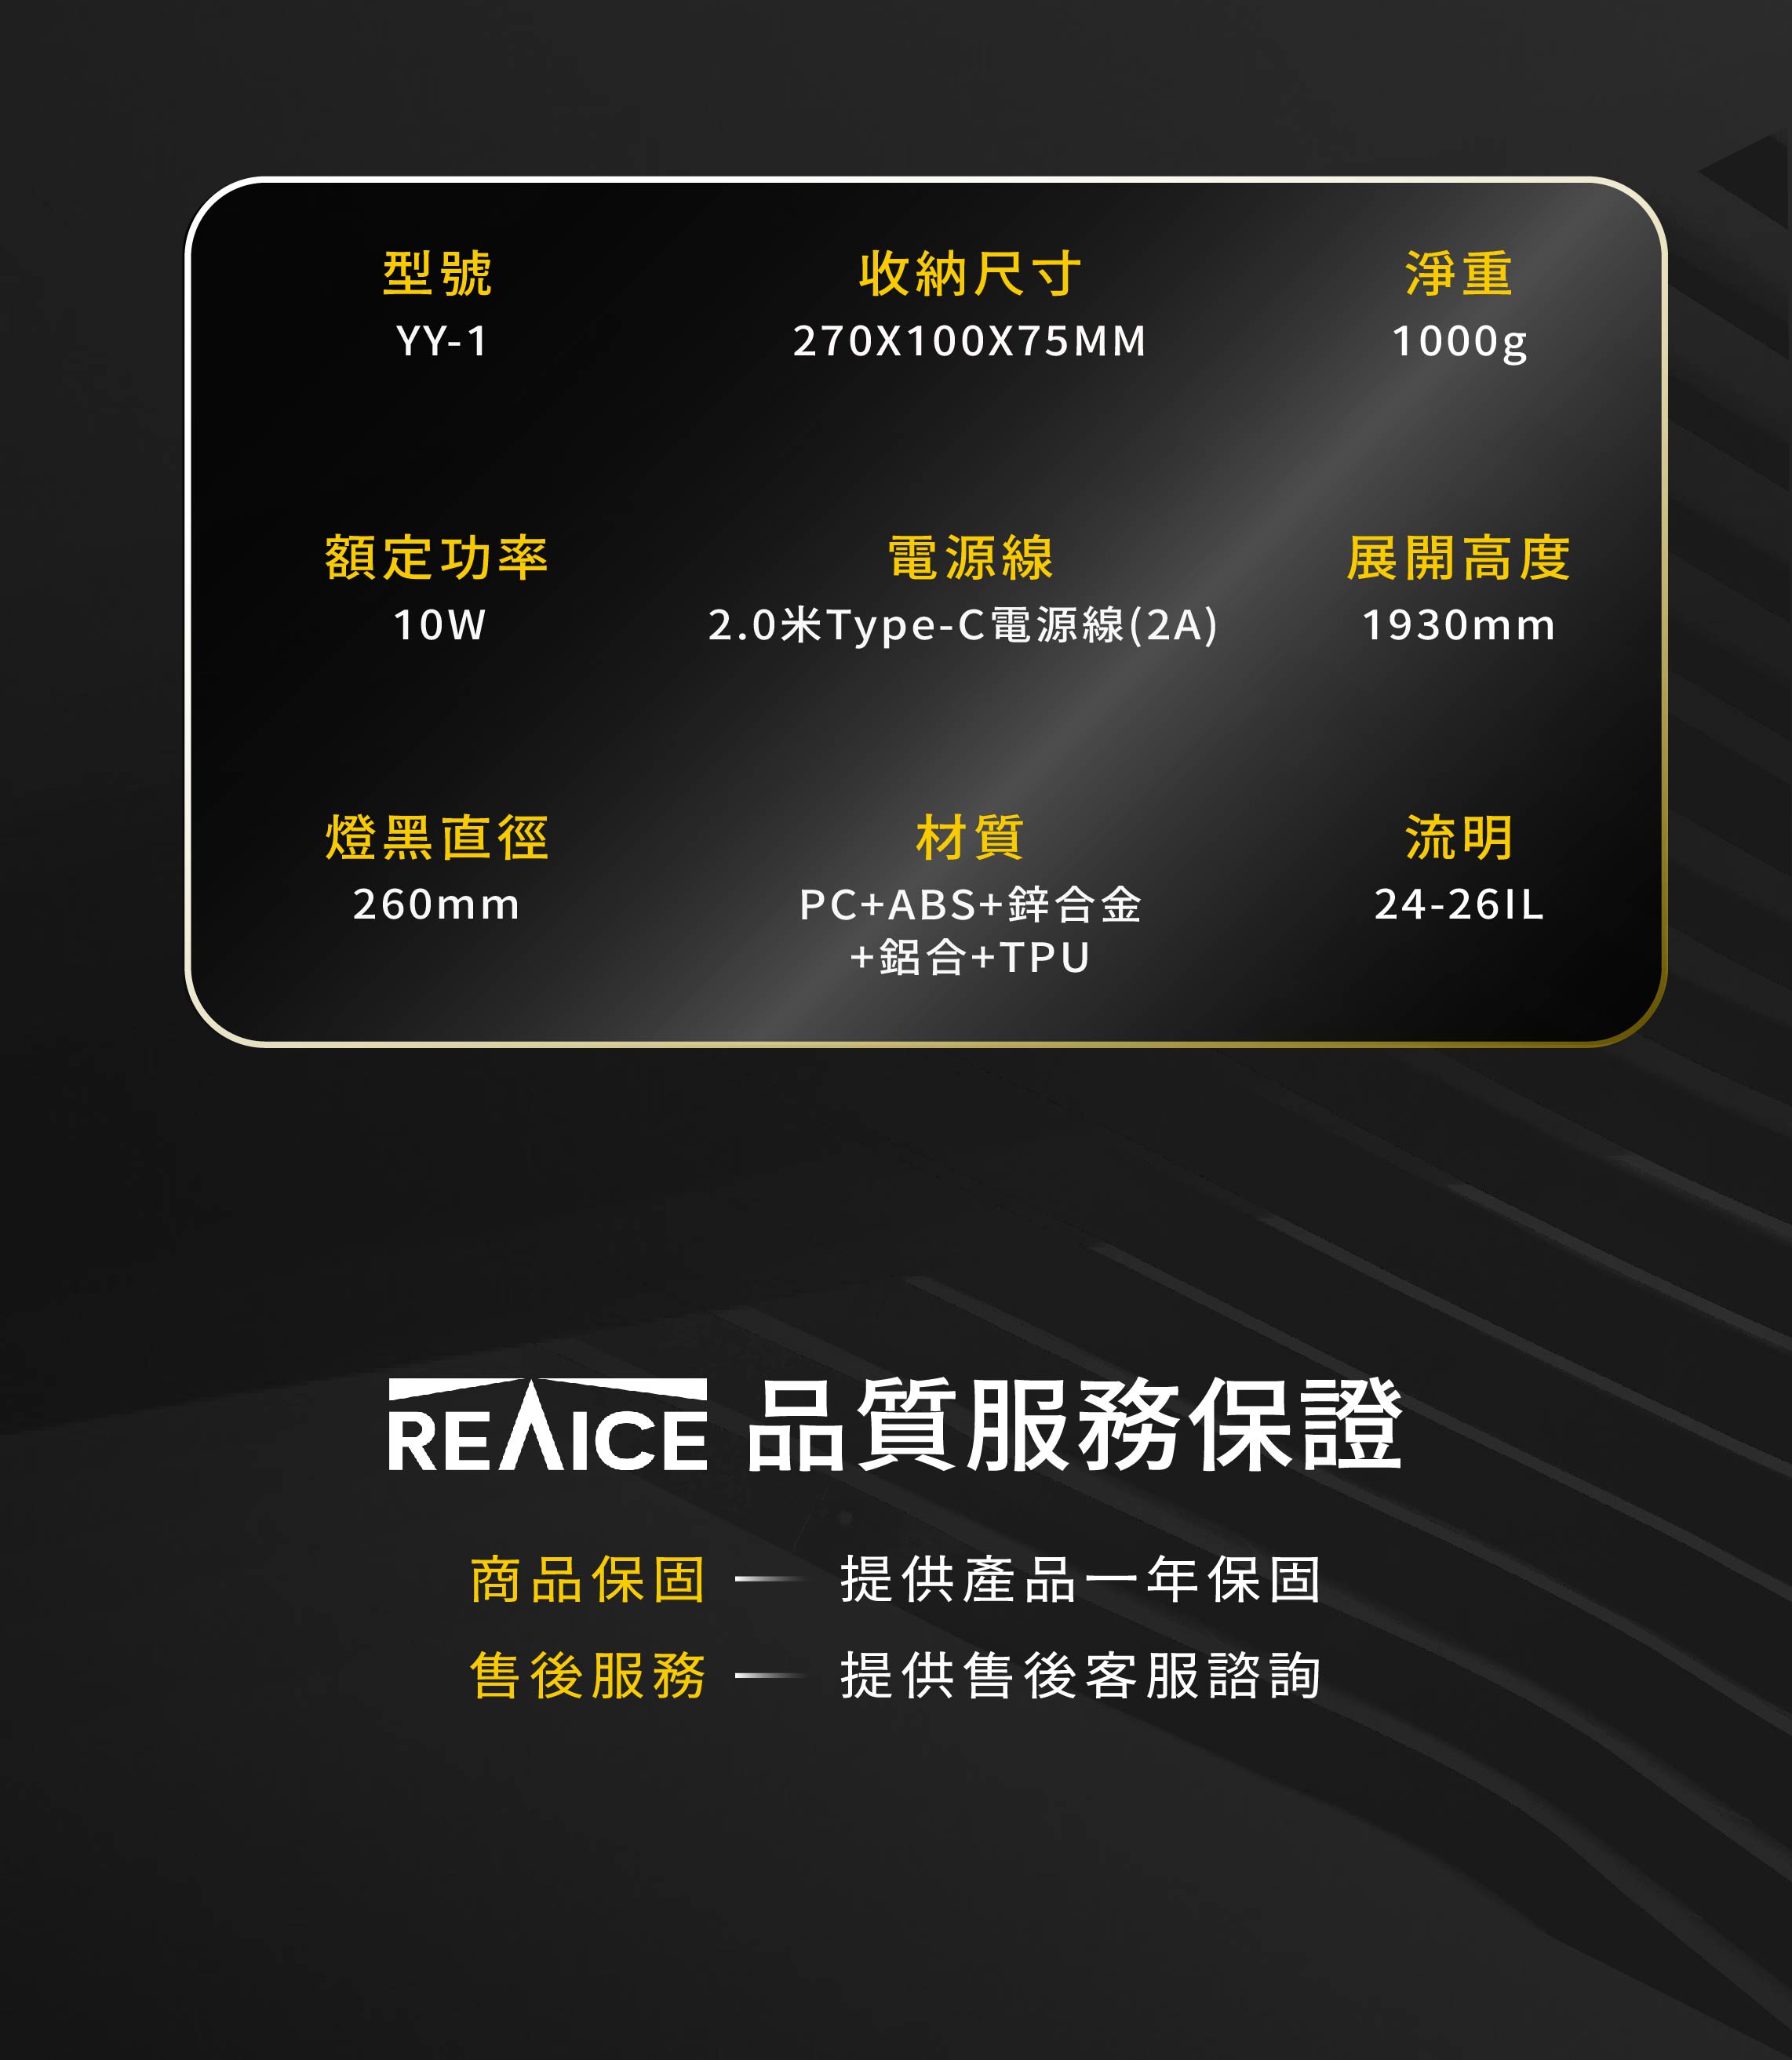 型號
YY-1
收納尺寸
270X100X75MM
淨重
1000g
額定功率
10W
電源線
2.0米Type-C電源線(2A)
展開高度
1930mm
燈黑直徑
260mm
材質
PC+ABS+鋅合金
+鋁合+TPU
流明
24-26IL
REAICE 品質服務保證
商品保固 — 提供產品一年保固
售後服務 — 提供售後客服諮詢